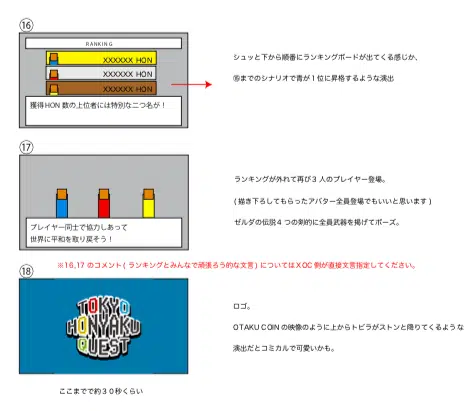 ⑯
RANKING
XXXXXX HON
XXXXXX HON
XXXXXX HON
獲得HON 数の上位者には特別な二つ名が！
シュッと下から順番にランキングボードが出てくる感じか、
⑯までのシナリオで青が１位に昇格するような演出
⑰
プレイヤー同士で協力しあって
世界に平和を取り戻そう！
ランキングが外れて再び３人のプレイヤー登場。
( 描き下ろしてもらったアバター全員登場でもいいと思います )
ゼルダの伝説４つの剣的に全員武器を掲げてポーズ。
※16,17 のコメント ( ランキングとみんなで頑張ろう的な文言 ) についてはXOC 側が直接文言指定してください。
⑱
TOKYO
HONYAKU
QUEST
ロゴ。
OTAKU COIN の映像のように上からトビラがストンと降りてくるような
演出だとコミカルで可愛いかも。
ここまでで約３０秒くらい